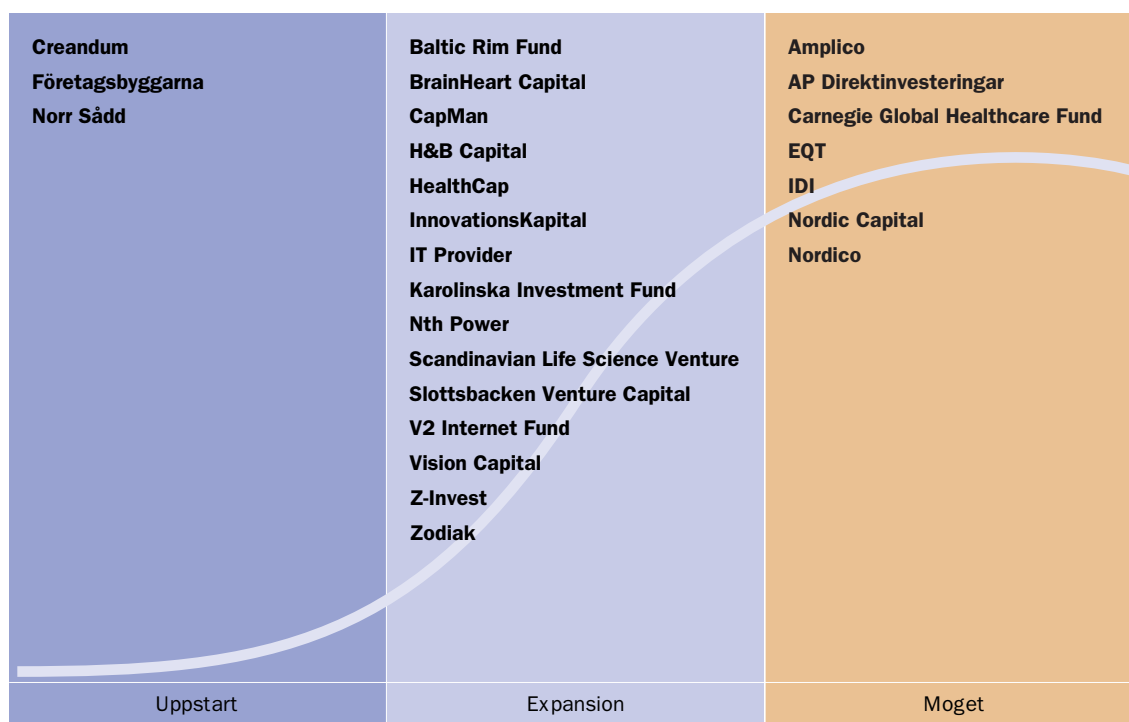 Creandum
Företagsbyggarna
Norr Sådd
Baltic Rim Fund
BrainHeart Capital
CapMan
H&B Capital
HealthCap
InnovationsKapital
IT Provider
Karolinska Investment Fund
Nth Power
Scandinavian Life Science Venture
Slottsbacken Venture Capital
V2 Internet Fund
Vision Capital
Z-Invest
Zodiak
Amplico
AP Direktinvesteringar
Carnegie Global Healthcare Fund
EQT
IDI
Nordic Capital
Nordico
Uppstart
Expansion
Moget